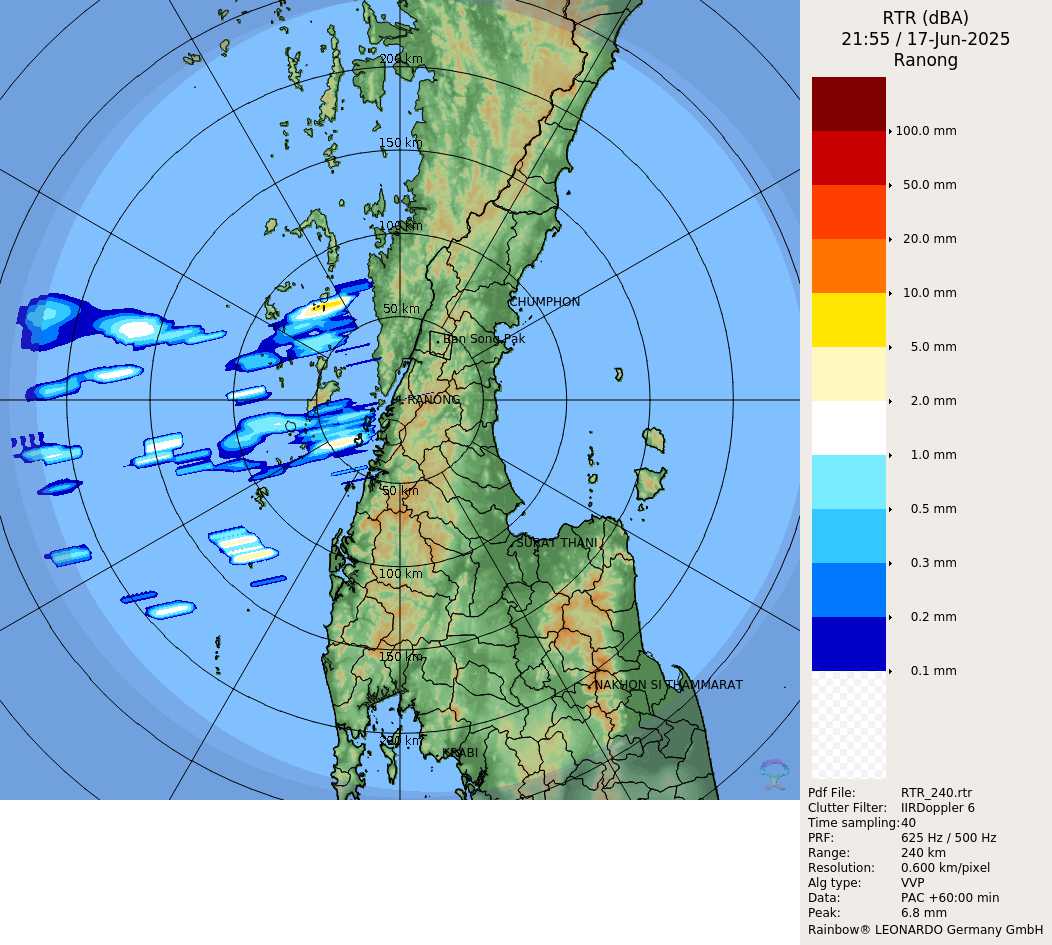 RTR (dBA)
21:55 / 17-Jun-2025
Ranong
100.0 mm
50.0 mm
20.0 mm
10.0 mm
5.0 mm
2.0 mm
1.0 mm
0.5 mm
0.3 mm
0.2 mm
0.1 mm
Pdf File: RTR_240.rtr
Clutter Filter: IIRDoppler 6
Time sampling:40
PRF: 625 Hz / 500 Hz
Range: 240 km
Resolution: 0.600 km/pixel
Alg type: VVP
Data: PAC +60:00 min
Peak: 6.8 mm
Rainbow® LEONARDO Germany GmbH
200 km
150 km
100 km
50 km
CHUMPHON
Ban Song Pak
RANONG
50 km
SURAT THANI
100 km
150 km
NAKHON SI THAMMARAT
200 km
KRABI